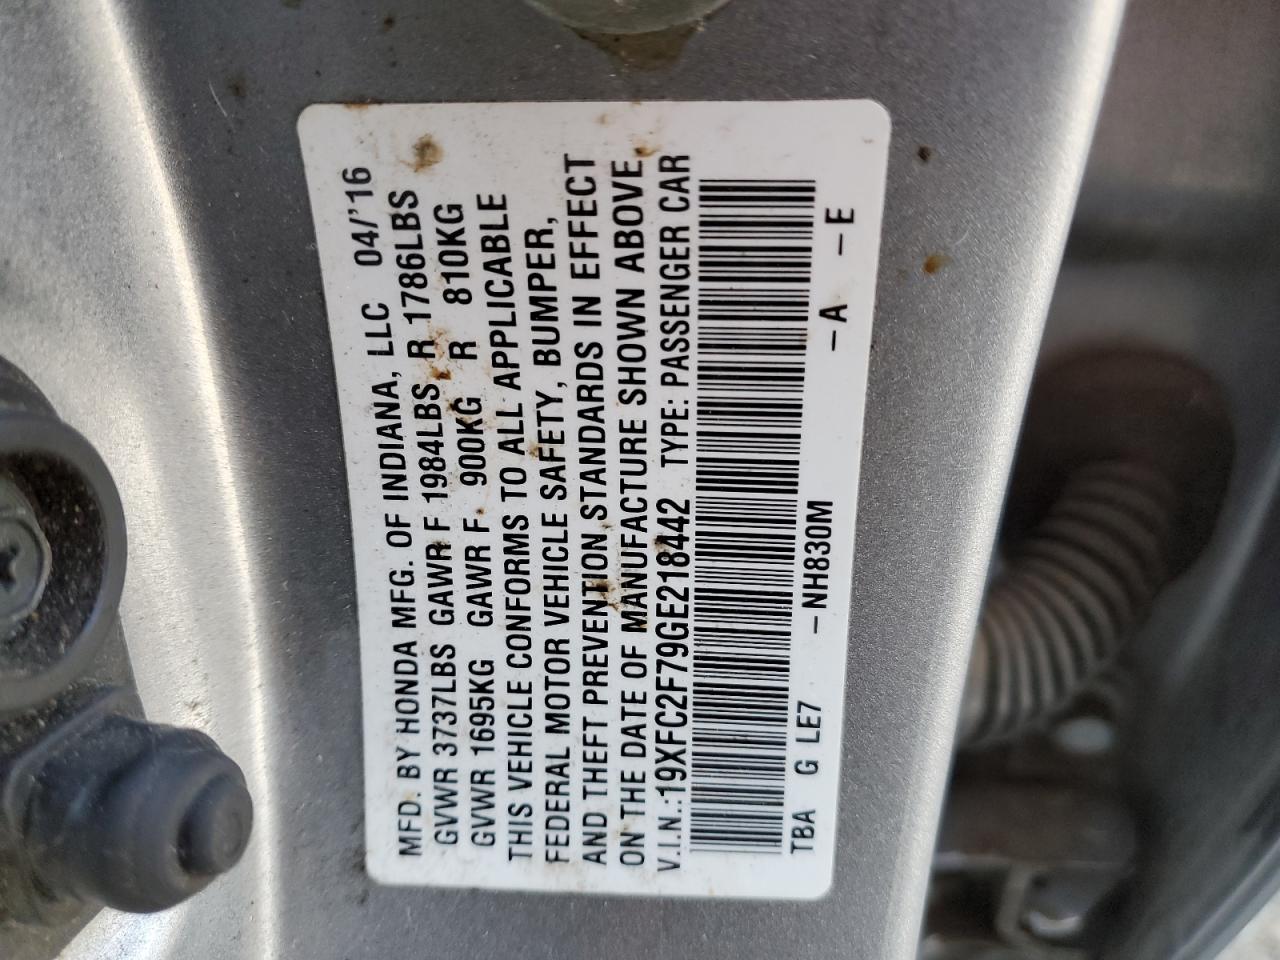 MFD. BY HONDA MFG. OF INDIANA, LLC 04/'16
GVWR 3737LBS GAWR F 1984LBS R 1786LBS
GVWR 1695KG GAWR F 900KG R 810KG
THIS VEHICLE CONFORMS TO ALL APPLICABLE
FEDERAL MOTOR VEHICLE SAFETY, BUMPER,
AND THEFT PREVENTION STANDARDS IN EFFECT
ON THE DATE OF MANUFACTURE SHOWN ABOVE
V.I.N.:19XFC2F79GE218442 TYPE: PASSENGER CAR
TBA G LE7 –NH830M –A –E